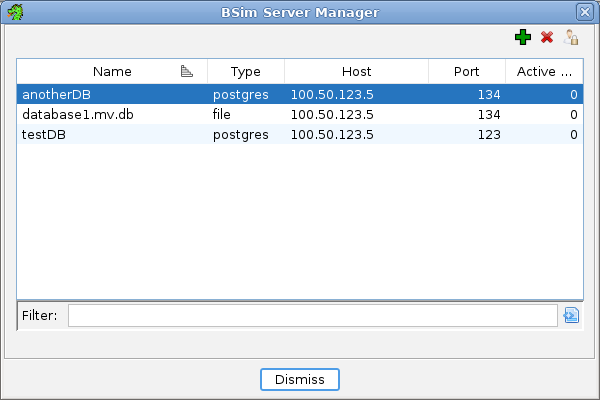 BSim Server Manager
Name Type Host Port Active ...
anotherDB postgres 100.50.123.5 134 0
database1.mv.db file 100.50.123.5 134 0
testDB postgres 100.50.123.5 123 0
Filter:
Dismiss